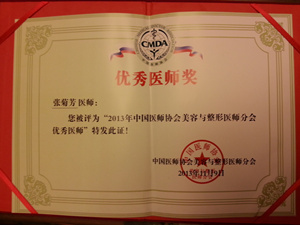 CMDA
优秀医师奖
张菊芳 医师：
您被评为“2013年中国医师协会美容与整形医师分会
优秀医师”特发此证！
中国医师协会美容与整形医师分会